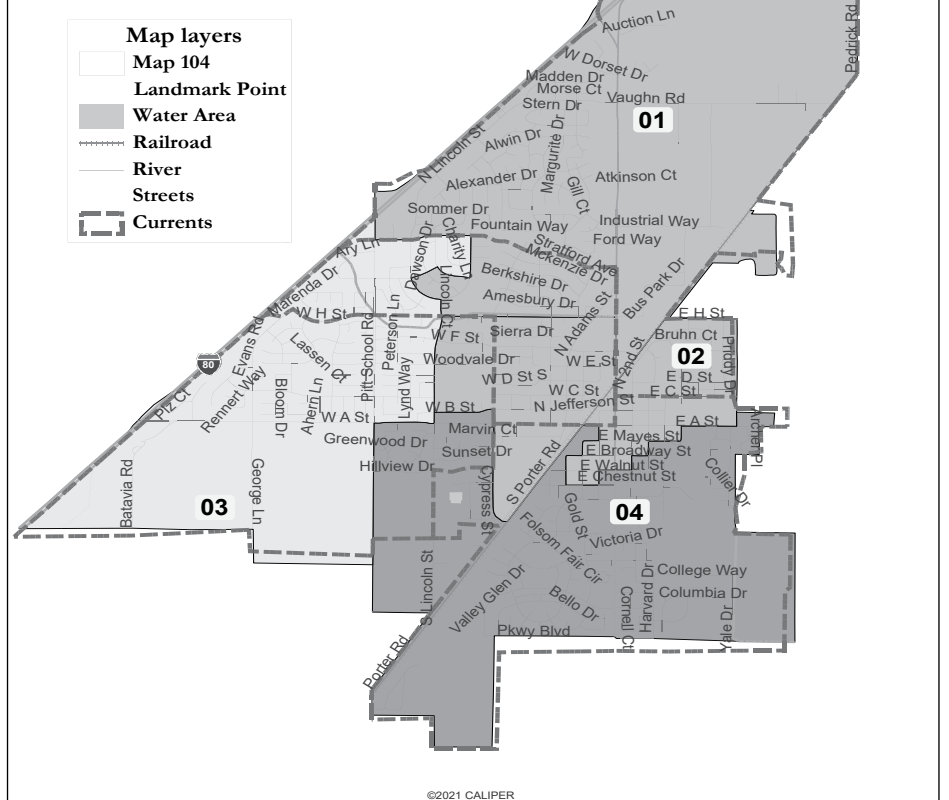 Map layers
Map 104
Landmark Point
Water Area
Railroad
River
Streets
Currents
Auction Ln
Pedrick Rd
W Dorset Dr
Madden Dr
Morse Ct
Stern Dr
Vaughn Rd
01
N Lincoln St
Alwin Dr
Margurite Dr
Alexander Dr
Gill Ct
Atkinson Ct
Sommer Dr
Fountain Way
Industrial Way
Ford Way
Ary Ln
Dawson Dr
Charity Ln
Stratford Ave
Mckenzie Dr
Marenda Dr
Lincoln Ct
Berkshire Dr
Amesbury Dr
Bus Park Dr
W H St
Peterson Ln
N Adams St
E H St
Evans Rd
Pitt School Rd
W F St
Sierra Dr
Bruhn Ct
Lassen Ct
Woodvale Dr
W E St
N 2nd St
02
Priddy Dr
80
Rennert Way
Lynd Way
W D St S
E D St
W C St
E C St
Plz Ct
Boom Dr
Ahern Ln
W A St
W B St
N Jefferson St
E A St
Greenwood Dr
Marvin Ct
E Mayes St
Archer Pl
Sunset Dr
E Broadway St
Hillview Dr
S Porter Rd
E Walnut St
E Chestnut St
Batavia Rd
George Ln
Cypress St
Collier Dr
03
Gold St
04
Folsom Fair Cir
Victoria Dr
S Lincoln St
Valley Glen Dr
College Way
Bello Dr
Cornell Ct
Harvard Dr
Columbia Dr
Yale Dr
Pkwy Blvd
Porter Rd
©2021 CALIPER